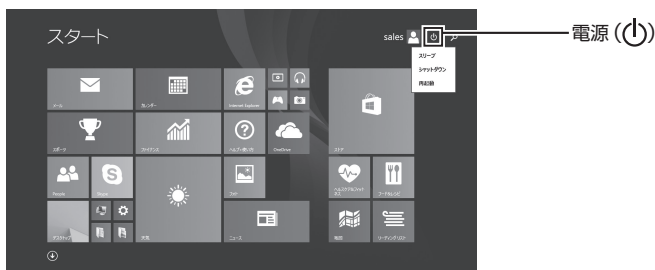 スタート
sales
電源 ( )
スリープ
シャットダウン
再起動
メール
カレンダー
Internet Explorer
ストア
スポーツ
ファイナンス
ヘルプ+使い方
OneDrive
People
Skype
フォト
ヘルスケア&フィットネス
フード&レシピ
デスクトップ
天気
ニュース
地図
リーディングリスト